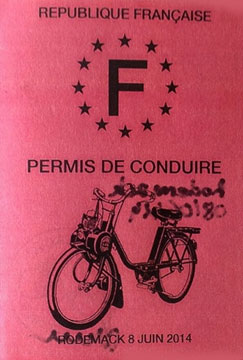 REPUBLIQUE FRANÇAISE
F
PERMIS DE CONDUIRE
RODEMACK 8 JUIN 2014